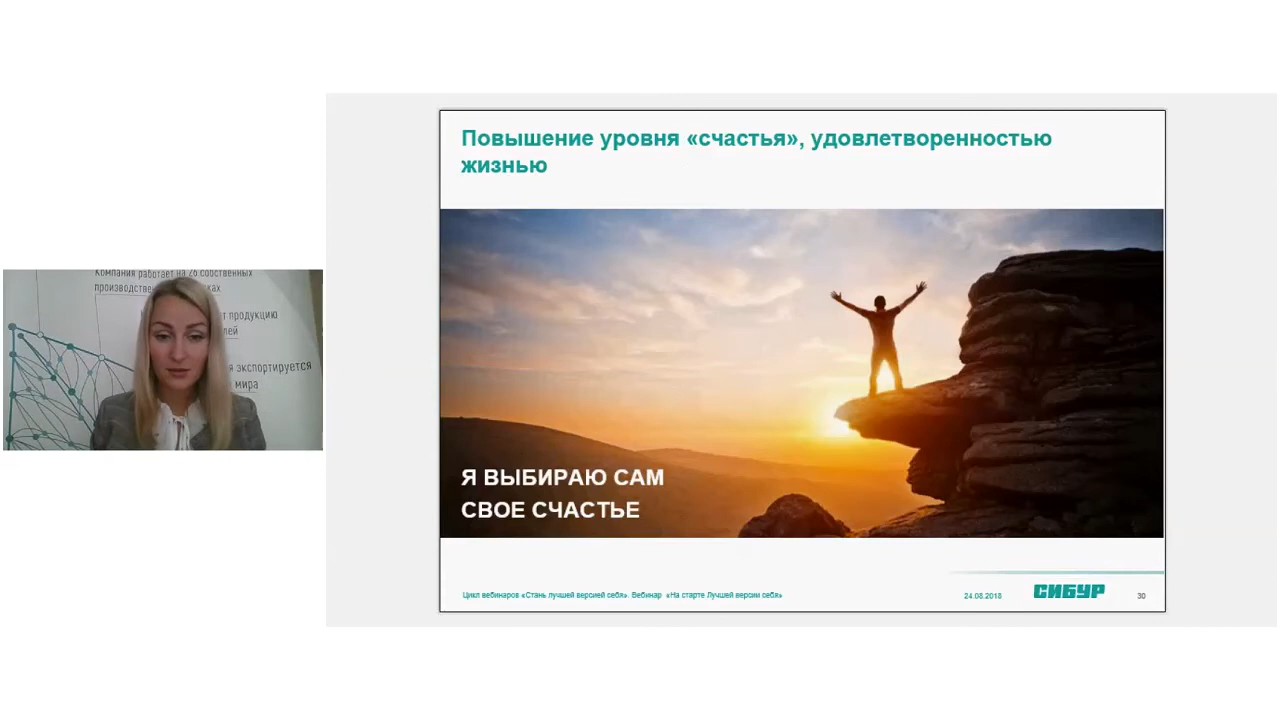 Компания работает на 26 собственных
продукцию
экспортируется
мира
Повышение уровня «счастья», удовлетворенностью
жизнью
Я ВЫБИРАЮ САМ
СВОЕ СЧАСТЬЕ
Цикл вебинаров «Стань лучшей версией себя». Вебинар «На старте Лучшей версии себя»
24.08.2018
СИБУР
30